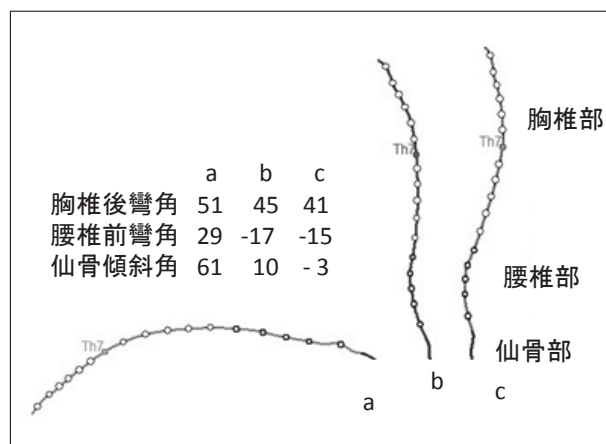 Th7
Th7
胸椎部
a b c
胸椎後彎角 51 45 41
腰椎前彎角 29 -17 -15
仙骨傾斜角 61 10 - 3
腰椎部
Th7
仙骨部
a
b
c